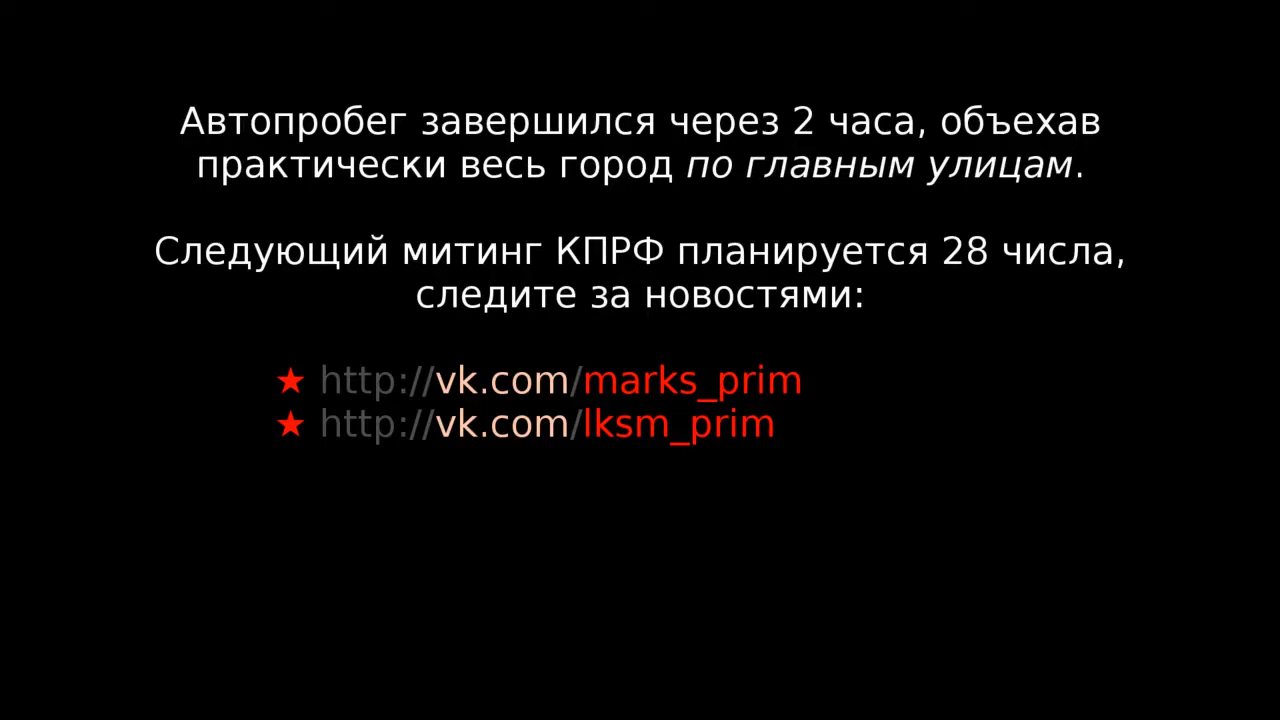 Автопробег завершился через 2 часа, объехав
практически весь город по главным улицам.
Следующий митинг КПРФ планируется 28 числа,
следите за новостями:
★ http://vk.com/marks_prim
★ http://vk.com/lksm_prim